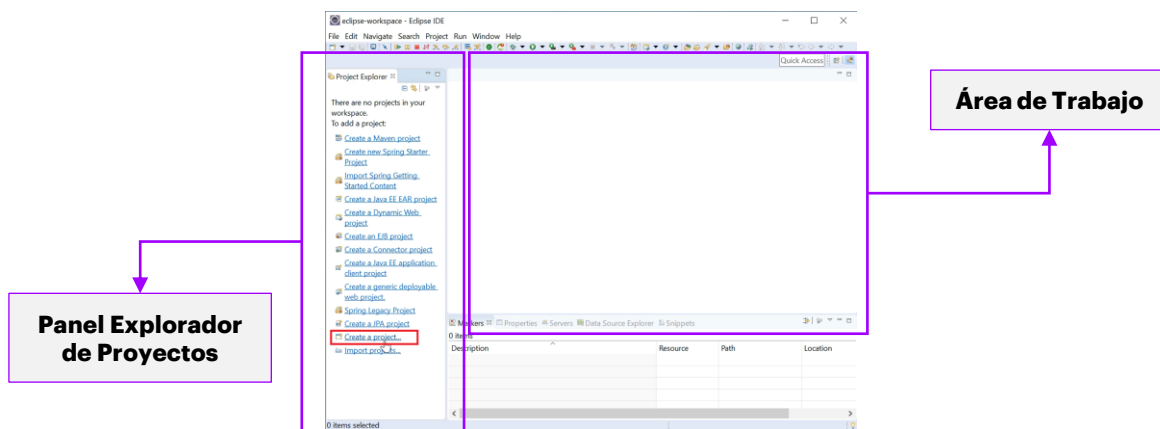 eclipse-workspace - Eclipse IDE
File Edit Navigate Search Project Run Window Help
Quick Access
Project Explorer
There are no projects in your
workspace.
To add a project:
Create a Maven project
Create new Spring Starter
Project
Import Spring Getting
Started Content
Create a Java EE EAR project
Create a Dynamic Web
project
Create an EJB project
Create a Connector project
Create a Java EE application
client project
Create a generic deployable
web project.
Spring Legacy Project
Create a JPA project
Create a project...
Import projects...
Markers Properties Servers Data Source Explorer Snippets
0 items
Description Resource Path Location
0 items selected
Área de Trabajo
Panel Explorador
de Proyectos